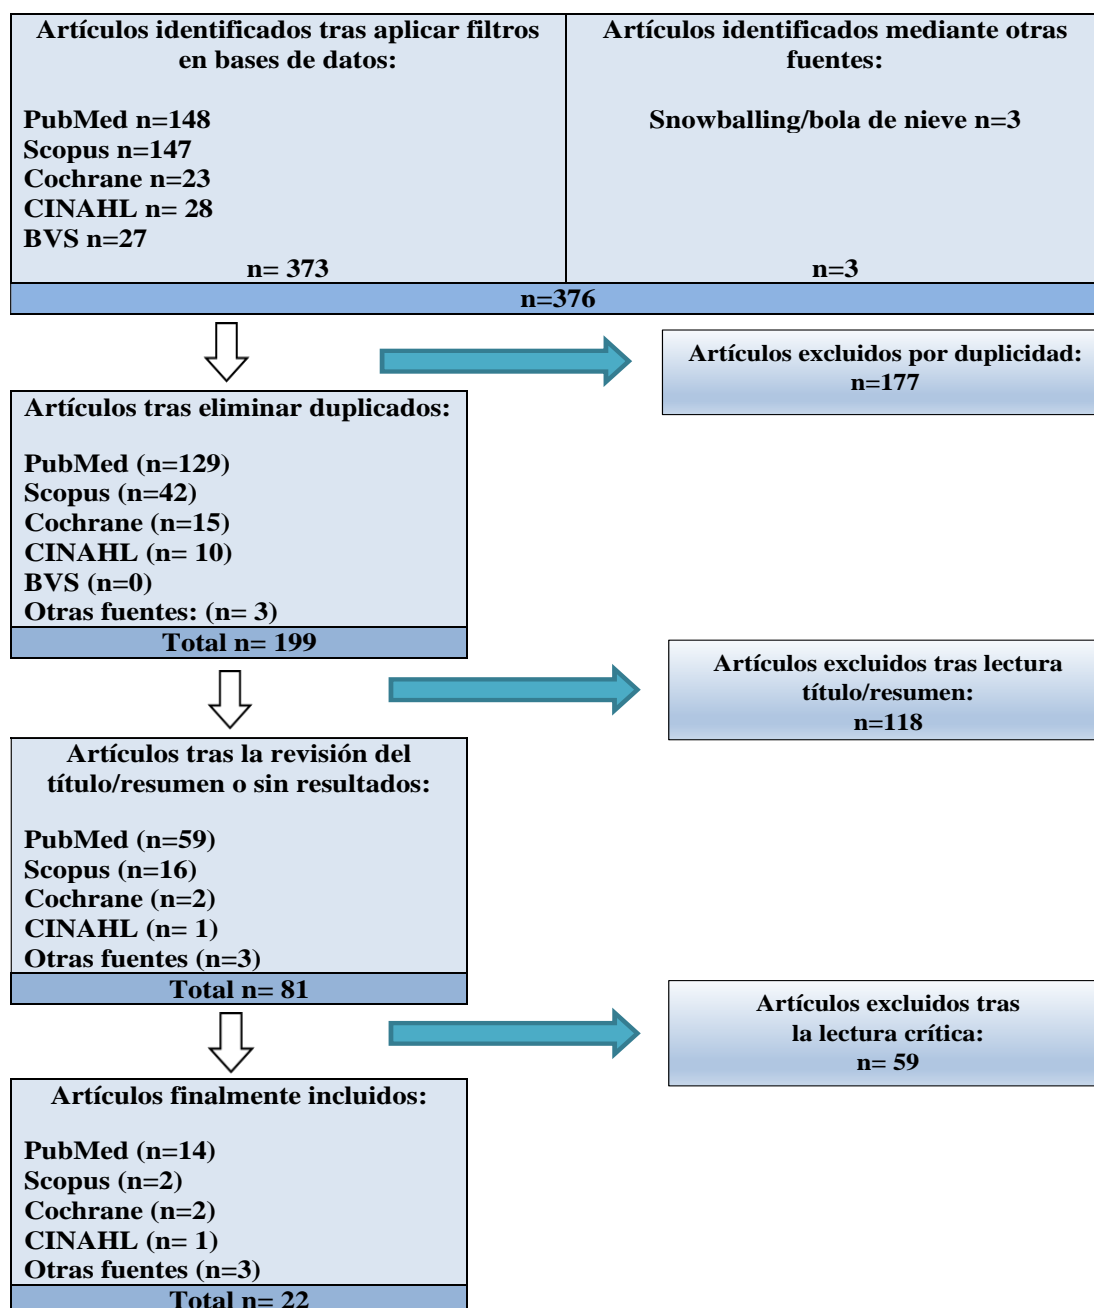 Artículos identificados tras aplicar filtros
en bases de datos:
PubMed n=148
Scopus n=147
Cochrane n=23
CINAHL n= 28
BVS n=27
n= 373
Artículos identificados mediante otras
fuentes:
Snowballing/bola de nieve n=3
n=3
n=376
Artículos excluidos por duplicidad:
n=177
Artículos tras eliminar duplicados:
PubMed (n=129)
Scopus (n=42)
Cochrane (n=15)
CINAHL (n= 10)
BVS (n=0)
Otras fuentes: (n= 3)
Total n= 199
Artículos excluidos tras lectura
título/resumen:
n=118
Artículos tras la revisión del
título/resumen o sin resultados:
PubMed (n=59)
Scopus (n=16)
Cochrane (n=2)
CINAHL (n= 1)
Otras fuentes (n=3)
Total n= 81
Artículos excluidos tras
la lectura crítica:
n= 59
Artículos finalmente incluidos:
PubMed (n=14)
Scopus (n=2)
Cochrane (n=2)
CINAHL (n= 1)
Otras fuentes (n=3)
Total n= 22